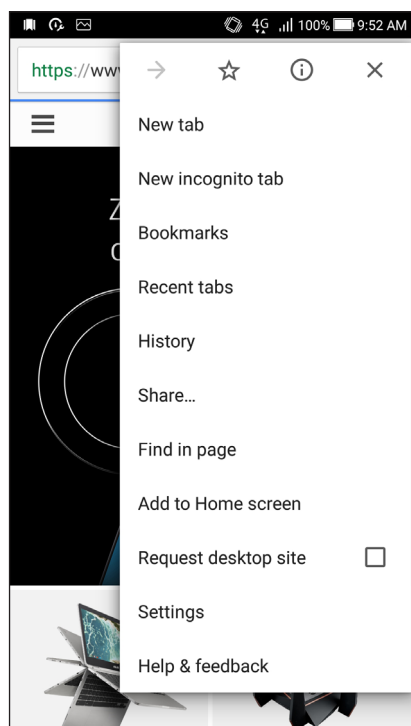 4G 100% 9:52 AM
https://www
New tab
New incognito tab
Z
Bookmarks
Recent tabs
History
Share…
Find in page
Add to Home screen
Request desktop site
Settings
Help & feedback